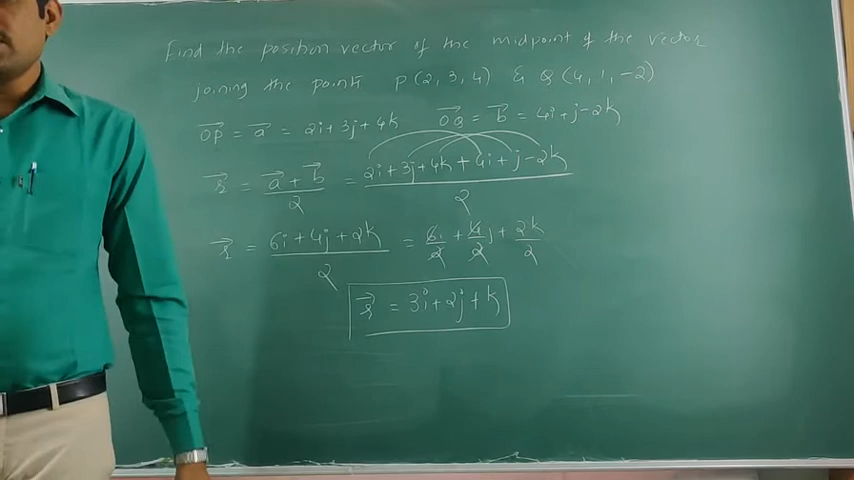 Find the position vector of the midpoint of the vector
joining the points P(2, 3, 4) & Q(4, 1, -2)
OP⃗ = a⃗ = 2i+3j+4k OQ⃗ = b⃗ = 4i+j-2k
r⃗ = (a⃗ + b⃗)/2 = (2i+3j+4k+4i+j-2k)/2
r⃗ = (6i+4j+2k)/2 = 6i/2 + 4j/2 + 2k/2
r⃗ = 3i+2j+k